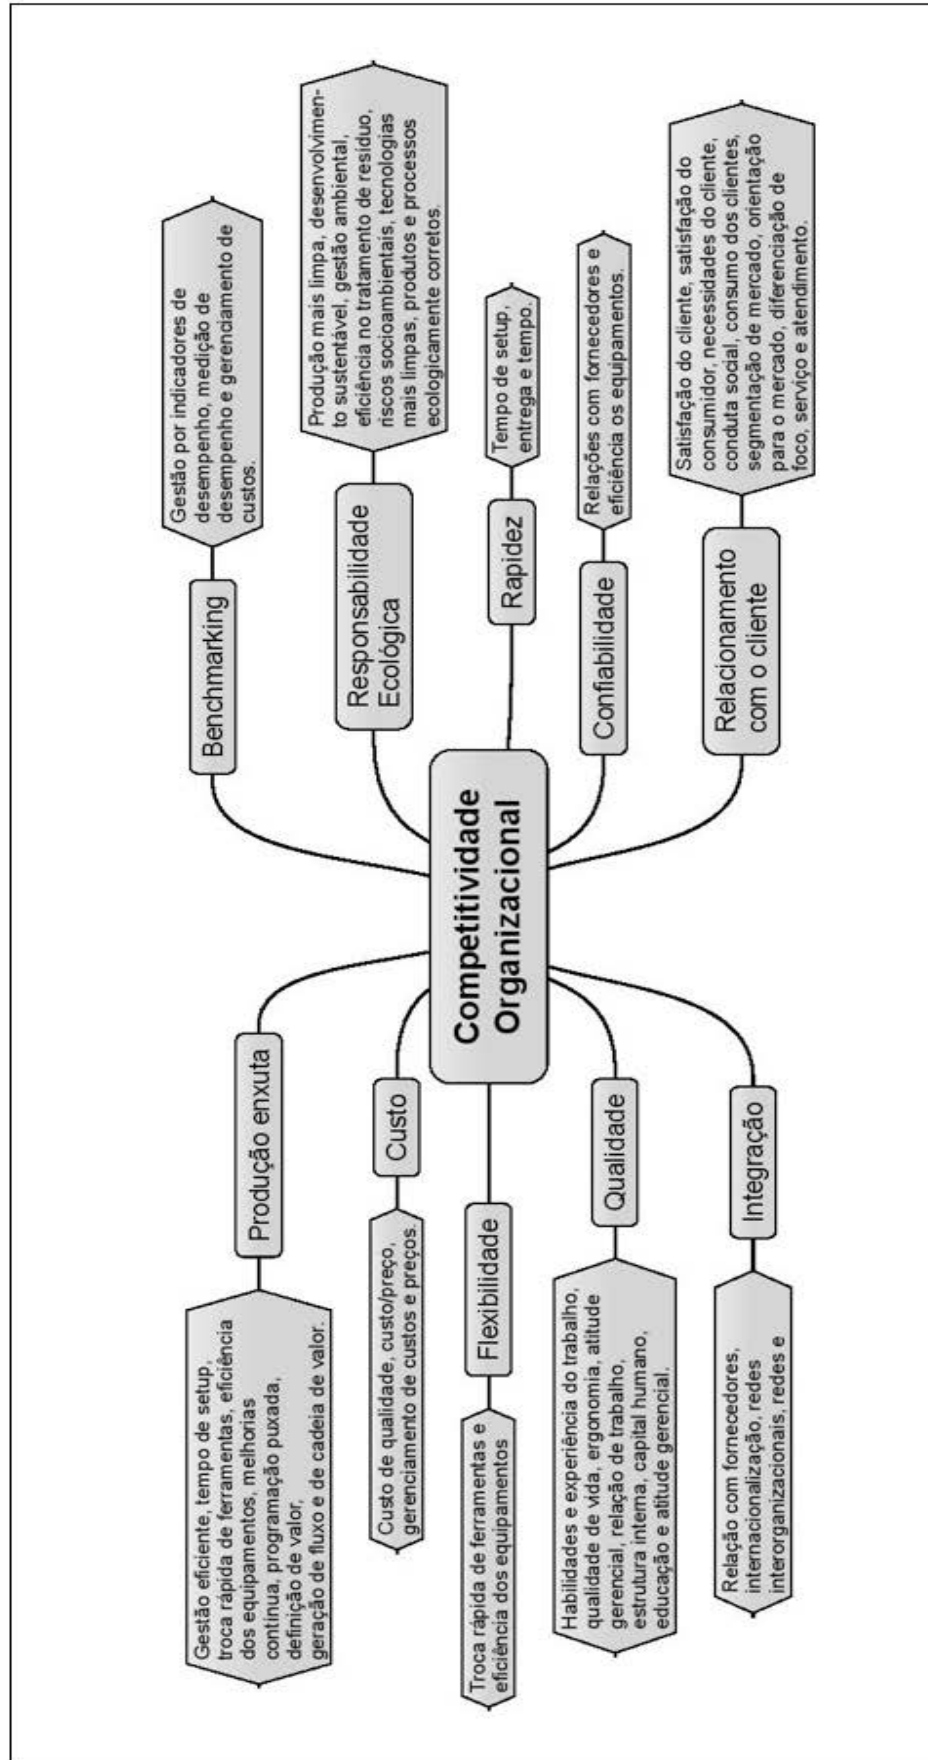 Competitividade
Organizacional
Produção enxuta
Gestão eficiente, tempo de setup,
troca rápida de ferramentas, eficiência
dos equipamentos, melhorias
continua, programação puxada,
definição de valor,
geração de fluxo e de cadeia de valor.
Custo
Custo de qualidade, custo/preço,
gerenciamento de custos e preços.
Flexibilidade
Troca rápida de ferramentas e
eficiência dos equipamentos
Qualidade
Habilidades e experiência do trabalho,
qualidade de vida, ergonomia, atitude
gerencial, relação de trabalho,
estrutura interna, capital humano,
educação e atitude gerencial.
Integração
Relação com fornecedores,
internacionalização, redes
interorganizacionais, redes e
Benchmarking
Gestão por indicadores de
desempenho, medição de
desempenho e gerenciamento de
custos.
Responsabilidade
Ecológica
Produção mais limpa, desenvolvimen-
to sustentável, gestão ambiental,
eficiência no tratamento de resíduo,
riscos socioambientais, tecnologias
mais limpas, produtos e processos
ecologicamente corretos.
Rapidez
Tempo de setup,
entrega e tempo.
Confiabilidade
Relações com fornecedores e
eficiência os equipamentos.
Relacionamento
com o cliente
Satisfação do cliente, satisfação do
consumidor, necessidades do cliente,
conduta social, consumo dos clientes,
segmentação de mercado, orientação
para o mercado, diferenciação de
foco, serviço e atendimento.